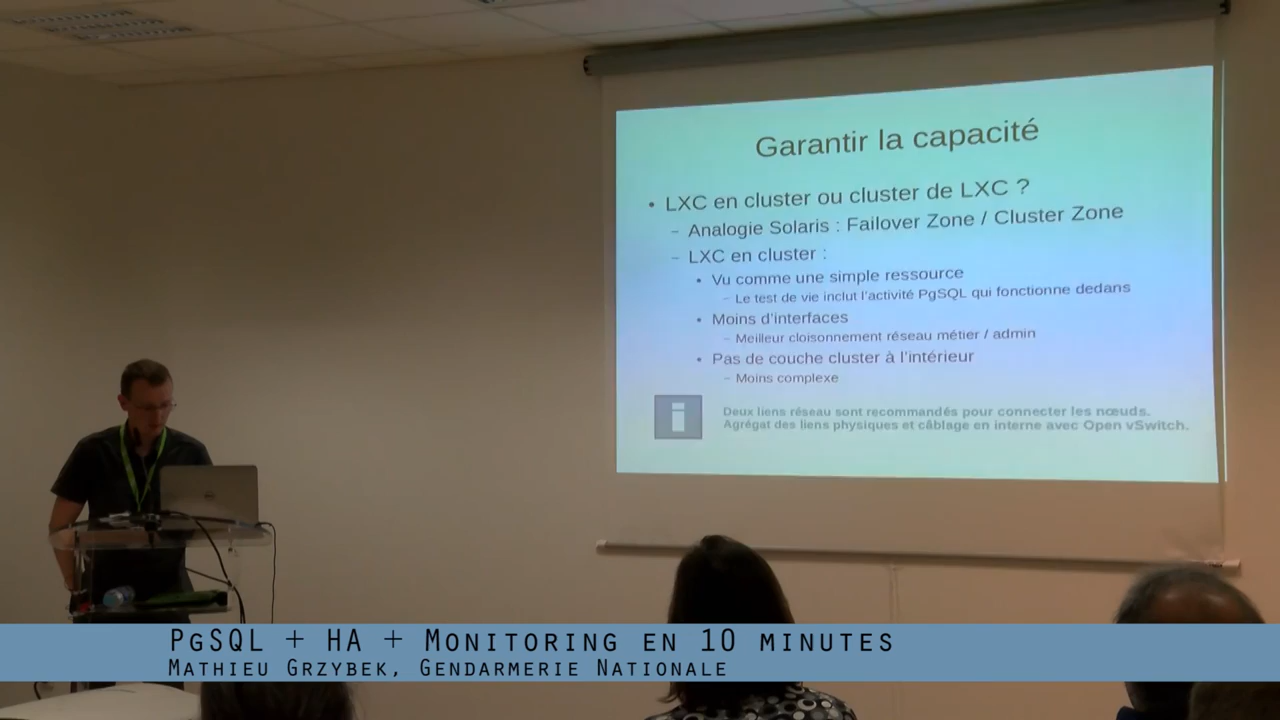 Garantir la capacité
• LXC en cluster ou cluster de LXC ?
– Analogie Solaris : Failover Zone / Cluster Zone
– LXC en cluster :
• Vu comme une simple ressource
– Le test de vie inclut l'activité PgSQL qui fonctionne dedans
• Moins d'interfaces
– Meilleur cloisonnement réseau métier / admin
• Pas de couche cluster à l'intérieur
– Moins complexe
i
Deux liens réseau sont recommandés pour connecter les nœuds.
Agrégat des liens physiques et câblage en interne avec Open vSwitch.
PgSQL + HA + Monitoring en 10 minutes
Mathieu Grzybek, Gendarmerie Nationale